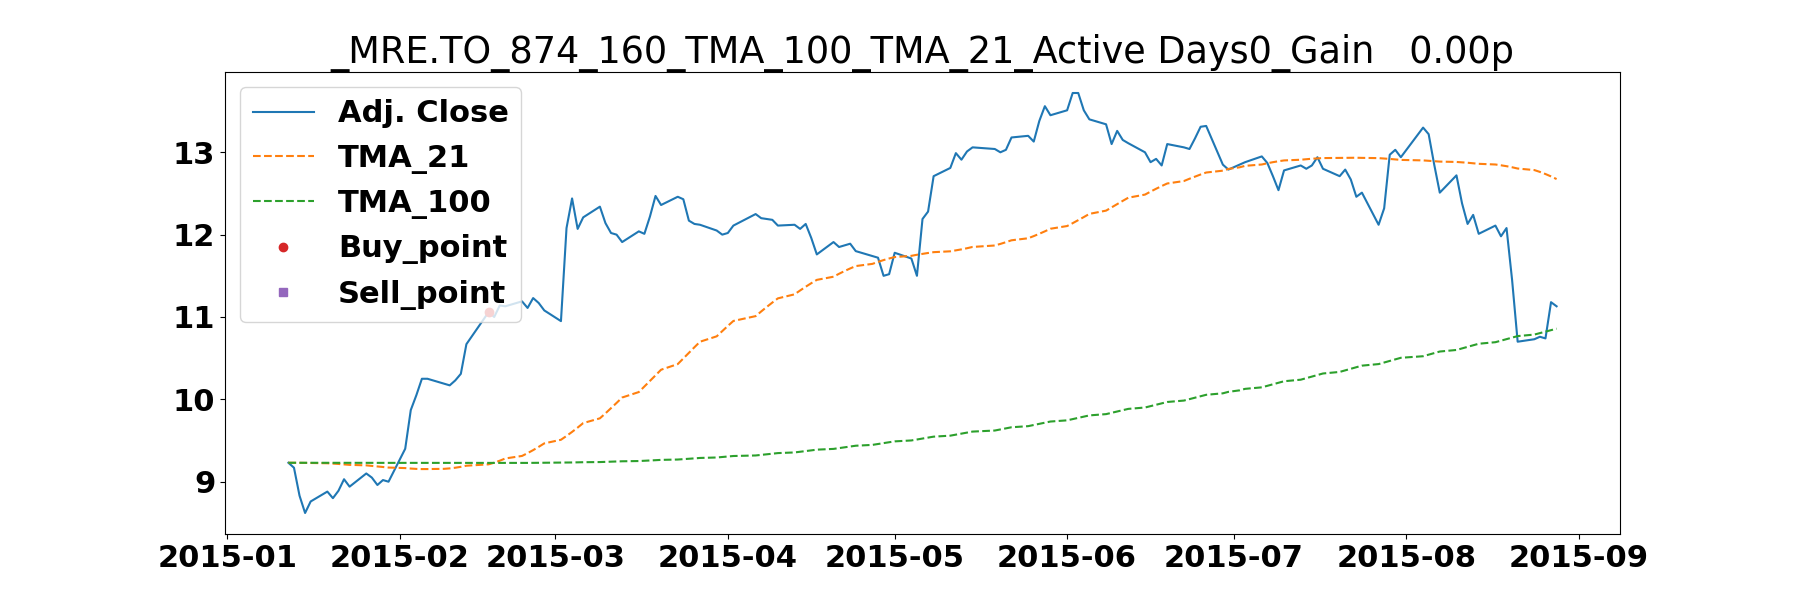 _MRE.TO_874_160_TMA_100_TMA_21_Active Days0_Gain   0.00p
Adj. Close
TMA_21
TMA_100
Buy_point
Sell_point
13
12
11
10
9
2015-01 2015-02 2015-03 2015-04 2015-05 2015-06 2015-07 2015-08 2015-09